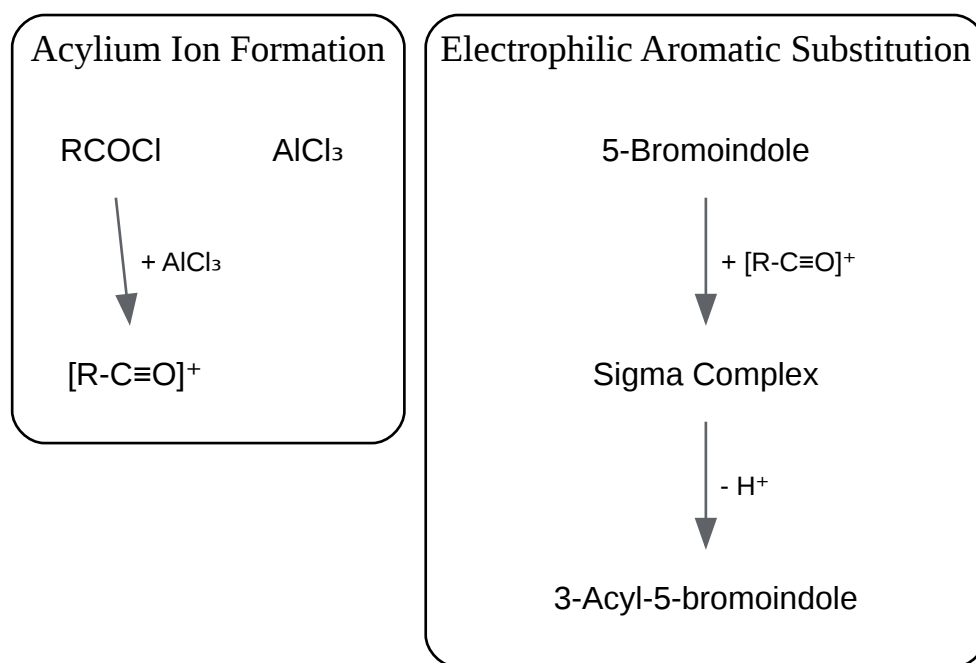 Acylium Ion Formation
RCOCl
AlCl₃
+ AlCl₃
[R-C≡O]⁺
Electrophilic Aromatic Substitution
5-Bromoindole
+ [R-C≡O]⁺
Sigma Complex
- H⁺
3-Acyl-5-bromoindole